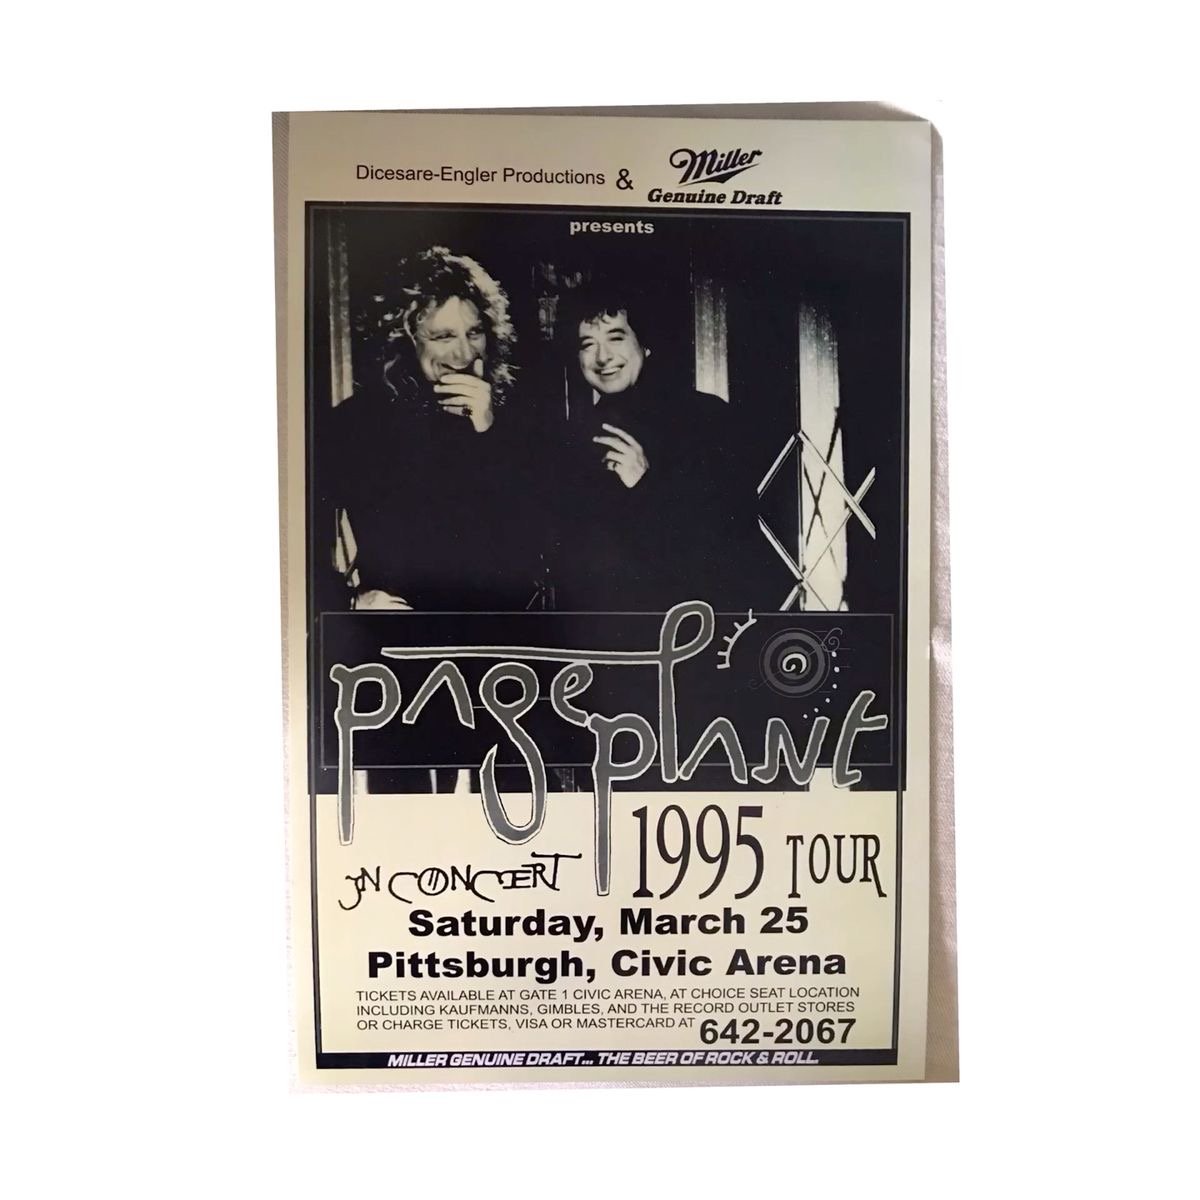 Dicesare-Engler Productions & Miller
Genuine Draft
presents
page plant
IN CONCERT 1995 TOUR
Saturday, March 25
Pittsburgh, Civic Arena
TICKETS AVAILABLE AT GATE 1 CIVIC ARENA, AT CHOICE SEAT LOCATION
INCLUDING KAUFMANNS, GIMBLES, AND THE RECORD OUTLET STORES
OR CHARGE TICKETS, VISA OR MASTERCARD AT 642-2067
MILLER GENUINE DRAFT... THE BEER OF ROCK & ROLL.